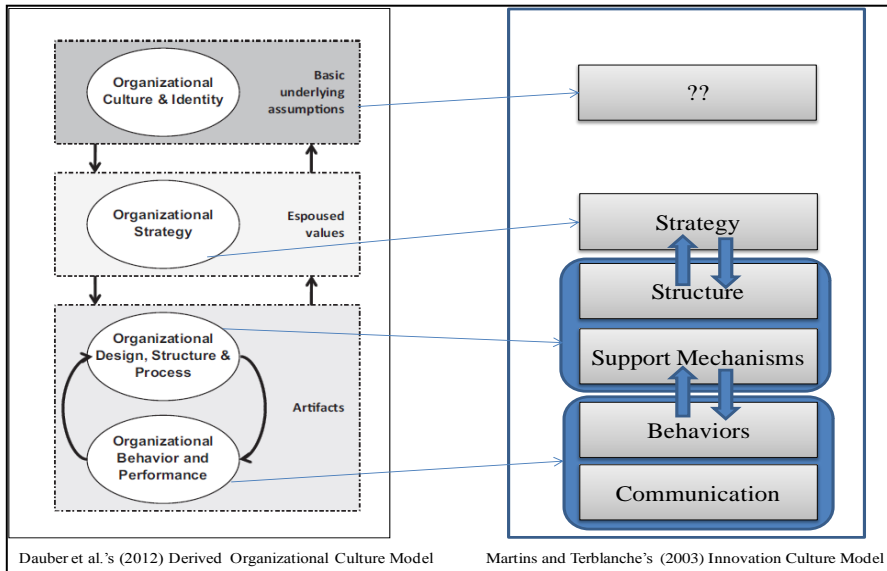 Organizational
Culture & Identity
Basic
underlying
assumptions
Organizational
Strategy
Espoused
values
Organizational
Design, Structure &
Process
Artifacts
Organizational
Behavior and
Performance
??
Strategy
Structure
Support Mechanisms
Behaviors
Communication
Dauber et al.'s (2012) Derived Organizational Culture Model
Martins and Terblanche's (2003) Innovation Culture Model